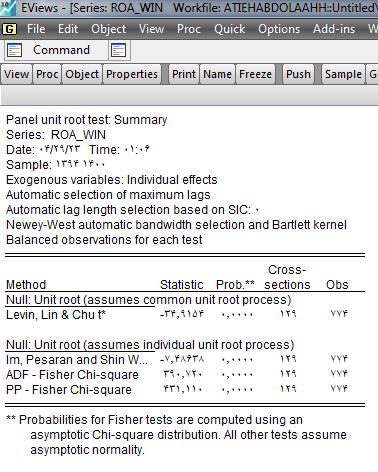 EViews - [Series: ROA_WIN Workfile: ATIEHABDOLAAHH::Untitled\
G File Edit Object View Proc Quick Options Add-ins W
Command
View Proc Object Properties Print Name Freeze Push Sample G
Panel unit root test: Summary
Series: ROA_WIN
Date: ۰۴/۲۹/۲۳ Time: ۰۱:۰۶
Sample: ۱۳۹۴ ۱۴۰۰
Exogenous variables: Individual effects
Automatic selection of maximum lags
Automatic lag length selection based on SIC: ۰
Newey-West automatic bandwidth selection and Bartlett kernel
Balanced observations for each test
Cross-
Method Statistic Prob.** sections Obs
Null: Unit root (assumes common unit root process)
Levin, Lin & Chu t* -۳۴,۹۱۵۴ ۰,۰۰۰۰ ۱۲۹ ۷۷۴
Null: Unit root (assumes individual unit root process)
Im, Pesaran and Shin W... -۷,۴۸۶۳۸ ۰,۰۰۰۰ ۱۲۹ ۷۷۴
ADF - Fisher Chi-square ۳۹۰,۷۲۰ ۰,۰۰۰۰ ۱۲۹ ۷۷۴
PP - Fisher Chi-square ۴۳۱,۱۱۰ ۰,۰۰۰۰ ۱۲۹ ۷۷۴
** Probabilities for Fisher tests are computed using an
asymptotic Chi-square distribution. All other tests assume
asymptotic normality.